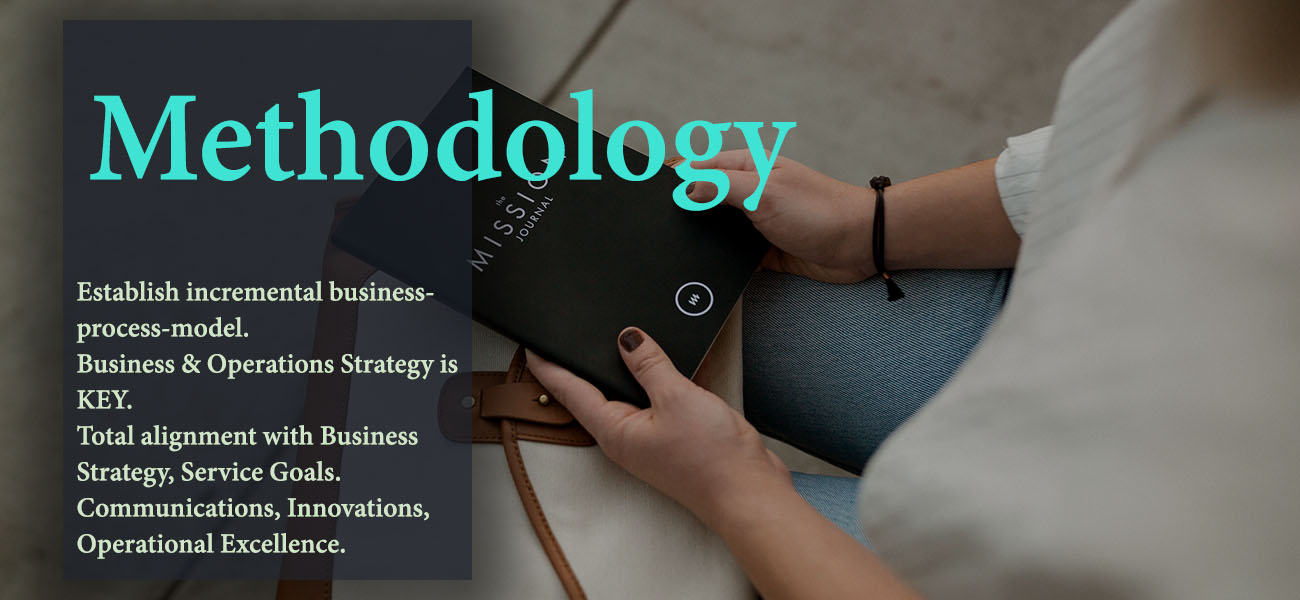 Methodology
the
MISSION
JOURNAL
Establish incremental business-
process-model.
Business & Operations Strategy is
KEY.
Total alignment with Business
Strategy, Service Goals.
Communications, Innovations,
Operational Excellence.